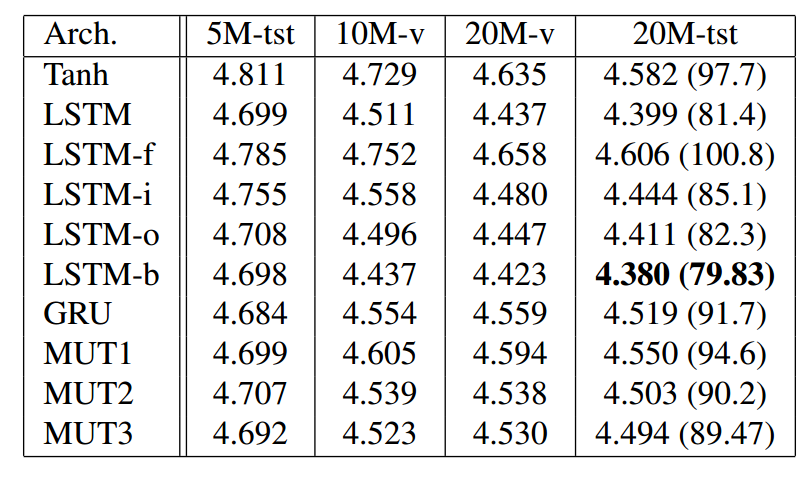 Arch. 5M-tst 10M-v 20M-v 20M-tst
Tanh 4.811 4.729 4.635 4.582 (97.7)
LSTM 4.699 4.511 4.437 4.399 (81.4)
LSTM-f 4.785 4.752 4.658 4.606 (100.8)
LSTM-i 4.755 4.558 4.480 4.444 (85.1)
LSTM-o 4.708 4.496 4.447 4.411 (82.3)
LSTM-b 4.698 4.437 4.423 4.380 (79.83)
GRU 4.684 4.554 4.559 4.519 (91.7)
MUT1 4.699 4.605 4.594 4.550 (94.6)
MUT2 4.707 4.539 4.538 4.503 (90.2)
MUT3 4.692 4.523 4.530 4.494 (89.47)